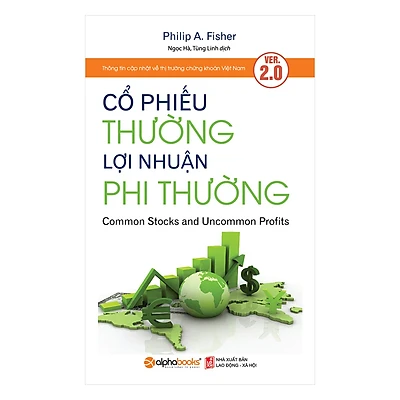 Philip A. Fisher
Ngọc Hà, Tùng Linh dịch
Thông tin cập nhật về thị trường chứng khoán Việt Nam
VER.
2.0
CỔ PHIẾU
THƯỜNG
LỢI NHUẬN
PHI THƯỜNG
Common Stocks and Uncommon Profits
alphabooks
NHÀ XUẤT BẢN
LAO ĐỘNG - XÃ HỘI